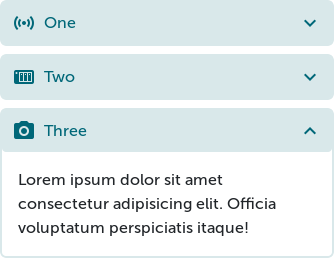 One
Two
Three
Lorem ipsum dolor sit amet
consectetur adipisicing elit. Officia
voluptatum perspiciatis itaque!